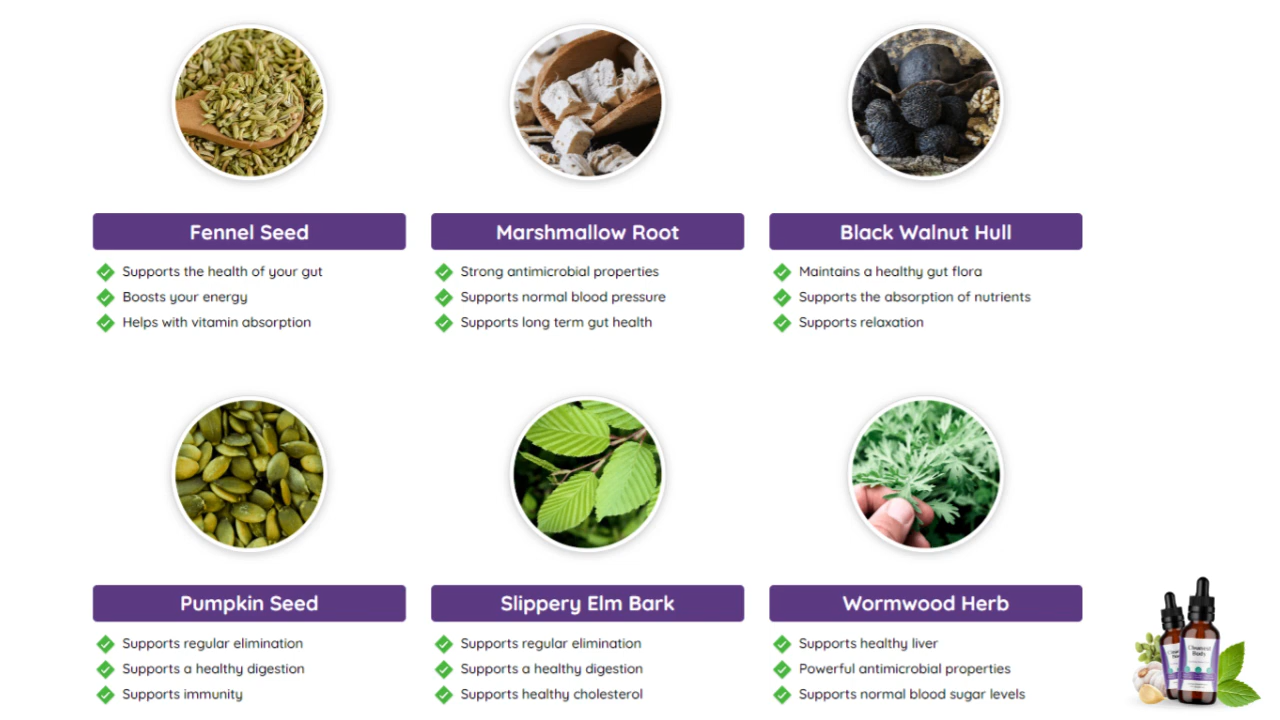 Fennel Seed
Supports the health of your gut
Boosts your energy
Helps with vitamin absorption
Marshmallow Root
Strong antimicrobial properties
Supports normal blood pressure
Supports long term gut health
Black Walnut Hull
Maintains a healthy gut flora
Supports the absorption of nutrients
Supports relaxation
Pumpkin Seed
Supports regular elimination
Supports a healthy digestion
Supports immunity
Slippery Elm Bark
Supports regular elimination
Supports a healthy digestion
Supports healthy cholesterol
Wormwood Herb
Supports healthy liver
Powerful antimicrobial properties
Supports normal blood sugar levels
Body